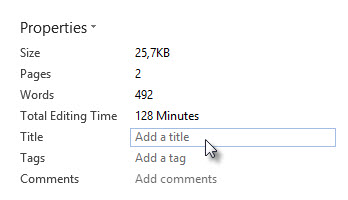 Properties
Size 25,7KB
Pages 2
Words 492
Total Editing Time 128 Minutes
Title Add a title
Tags Add a tag
Comments Add comments